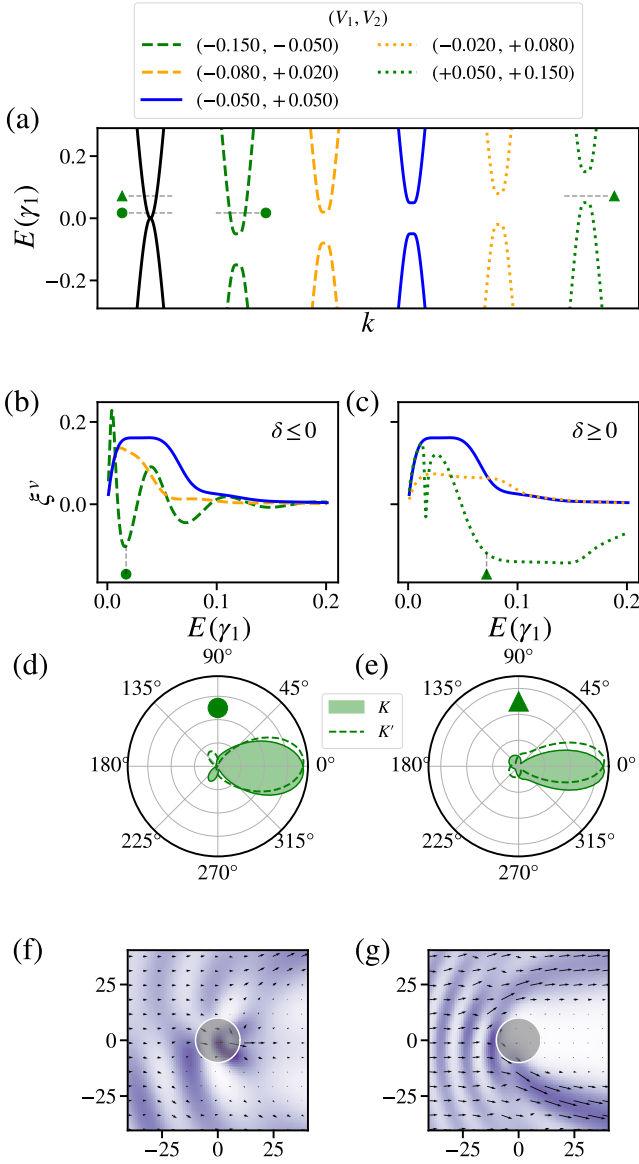 (V₁, V₂)
(−0.150, −0.050)
(−0.080, +0.020)
(−0.050, +0.050)
(−0.020, +0.080)
(+0.050, +0.150)
(a)
E(γ₁)
0.2
0.0
−0.2
k
(b)
δ ≤ 0
ξᵛ
0.2
0.0
0.0 0.1 0.2
E(γ₁)
(c)
δ ≥ 0
0.0 0.1 0.2
E(γ₁)
(d)
90°
135° 45°
180° 0°
225° 315°
270°
K
K′
(e)
90°
135° 45°
180° 0°
225° 315°
270°
(f)
25
0
−25
−25 0 25
(g)
25
0
−25
−25 0 25